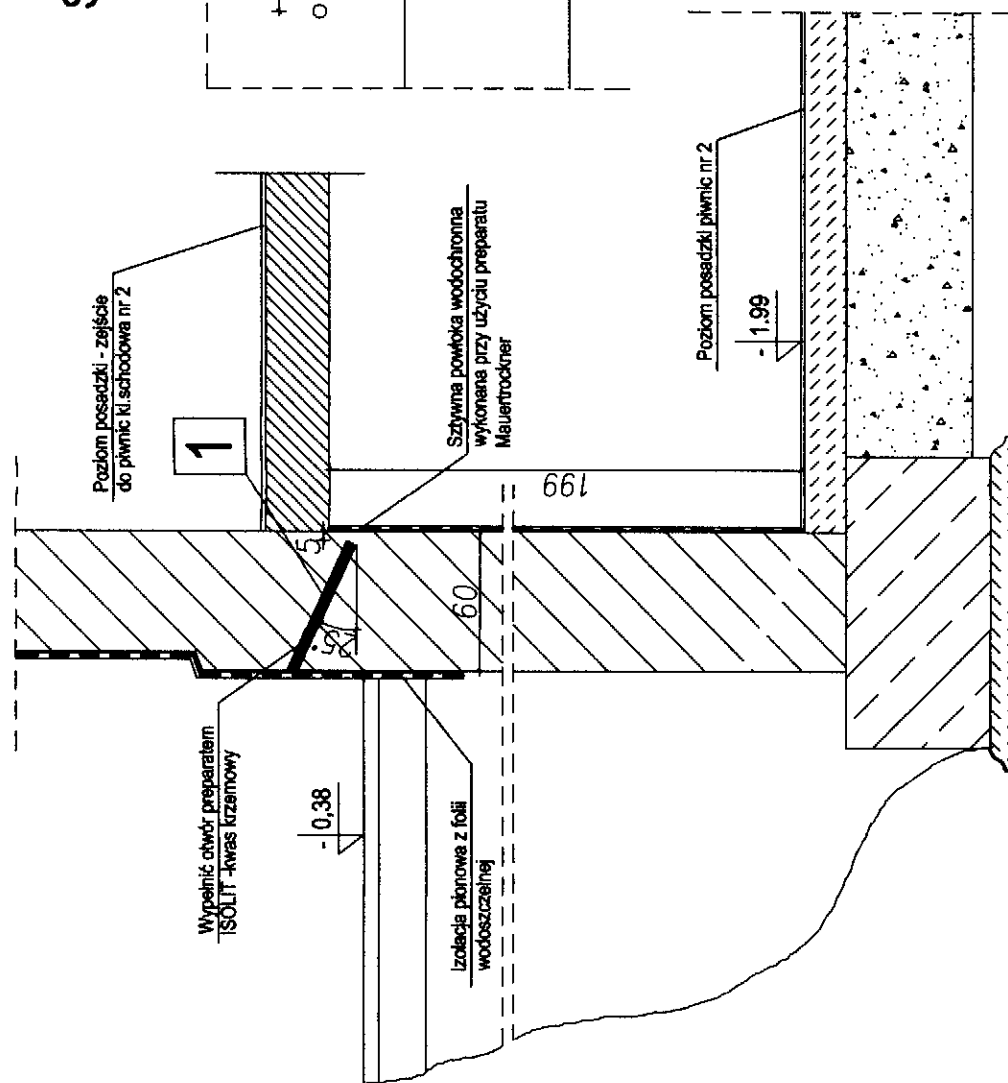 Poziom posadzki - zejście
do piwnic kl.schodowa nr 2
1
Sztywna powłoka wodochronna
wykonana przy użyciu preparatu
Mauertrockner
Poziom posadzki piwnic nr 2
- 1.99
199
5
25°
60
Wypełnić otwór preparatem
ISOLIT -kwas krzemowy
- 0,38
Izolacja pionowa z folii
wodoszczelnej